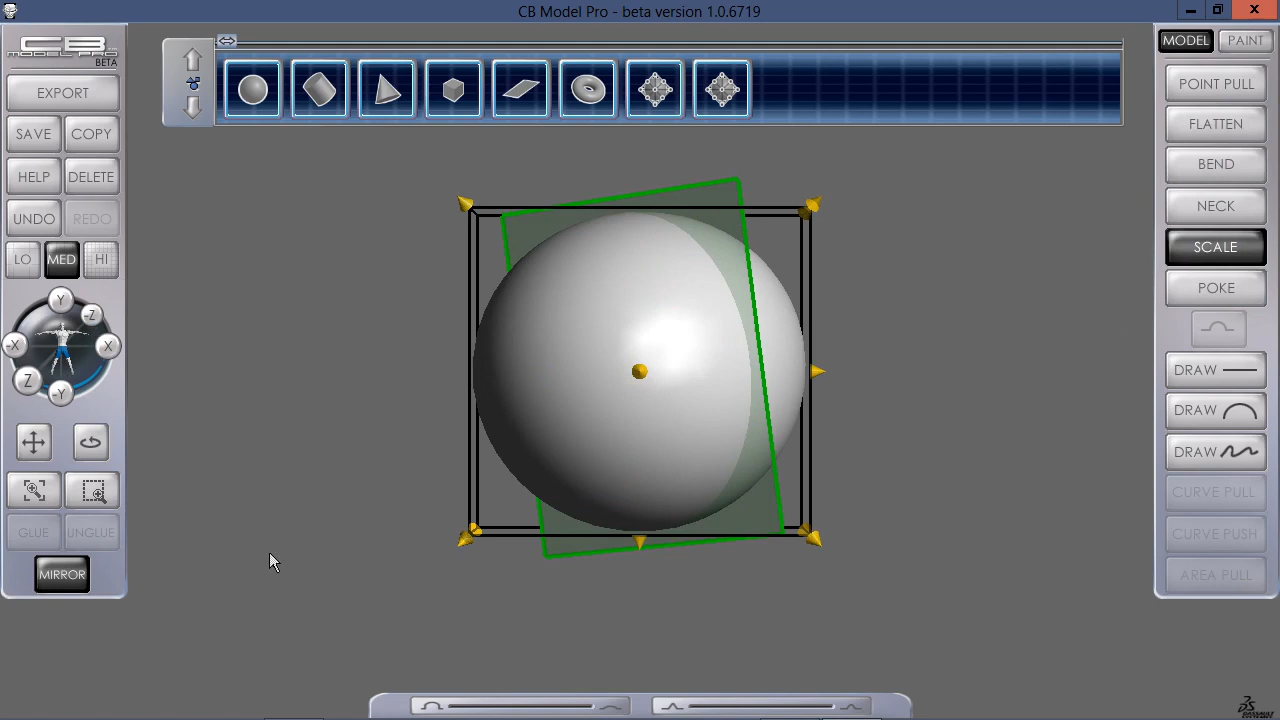 CB Model Pro - beta version 1.0.6719
CB
MODEL PRO
BETA
EXPORT
SAVE COPY
HELP DELETE
UNDO REDO
LO MED HI
Y
-Z
-X X
Z
-Y
GLUE UNGLUE
MIRROR
MODEL PAINT
POINT PULL
FLATTEN
BEND
NECK
SCALE
POKE
DRAW
DRAW
DRAW
CURVE PULL
CURVE PUSH
AREA PULL
DASSAULT
SYSTEMES